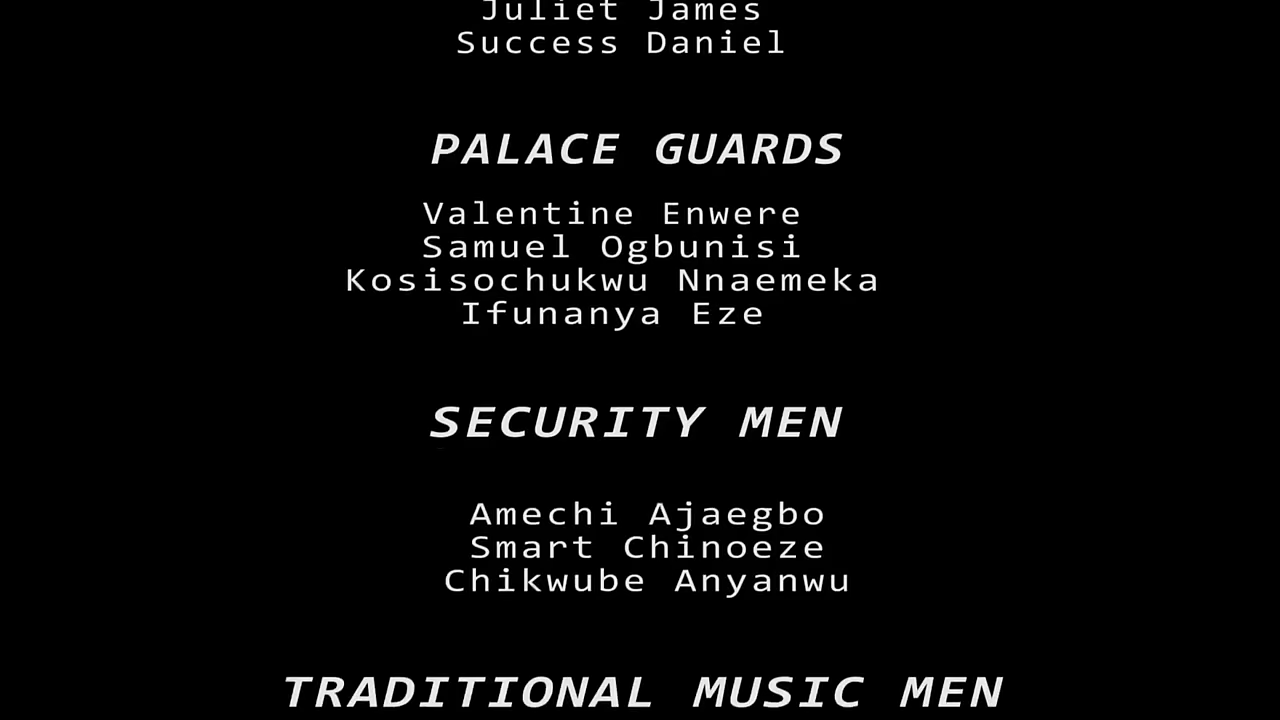 Juliet James
Success Daniel
PALACE GUARDS
Valentine Enwere
Samuel Ogbunisi
Kosisochukwu Nnaemeka
Ifunanya Eze
SECURITY MEN
Amechi Ajaegbo
Smart Chinoeze
Chikwube Anyanwu
TRADITIONAL MUSIC MEN